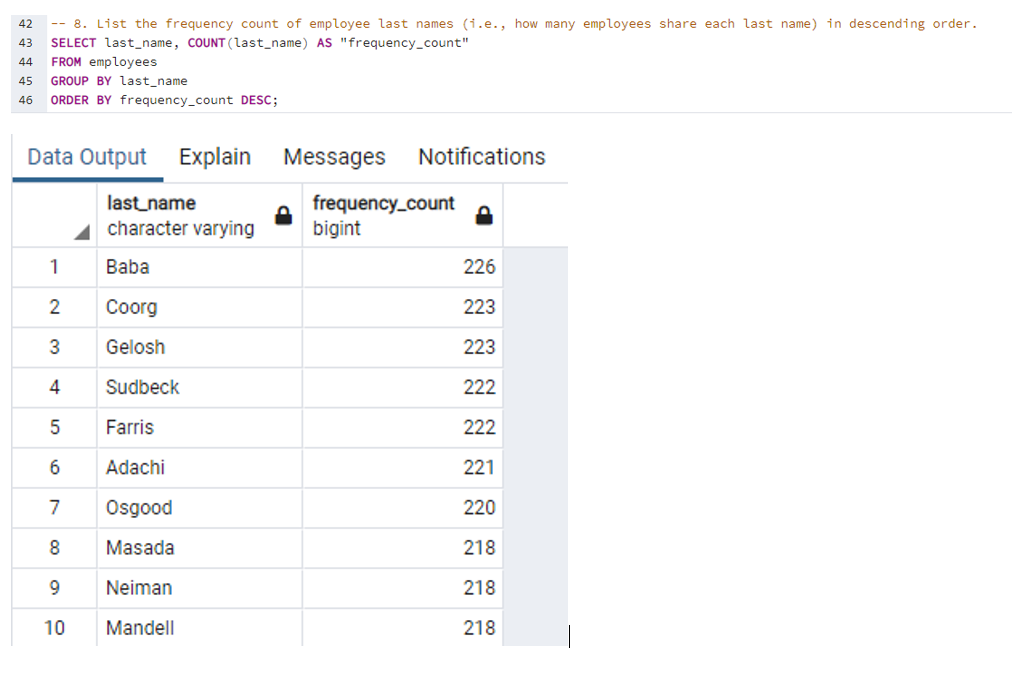 42 -- 8. List the frequency count of employee last names (i.e., how many employees share each last name) in descending order.
43 SELECT last_name, COUNT(last_name) AS "frequency_count"
44 FROM employees
45 GROUP BY last_name
46 ORDER BY frequency_count DESC;
Data Output Explain Messages Notifications
last_name frequency_count
character varying bigint
1 Baba 226
2 Coorg 223
3 Gelosh 223
4 Sudbeck 222
5 Farris 222
6 Adachi 221
7 Osgood 220
8 Masada 218
9 Neiman 218
10 Mandell 218